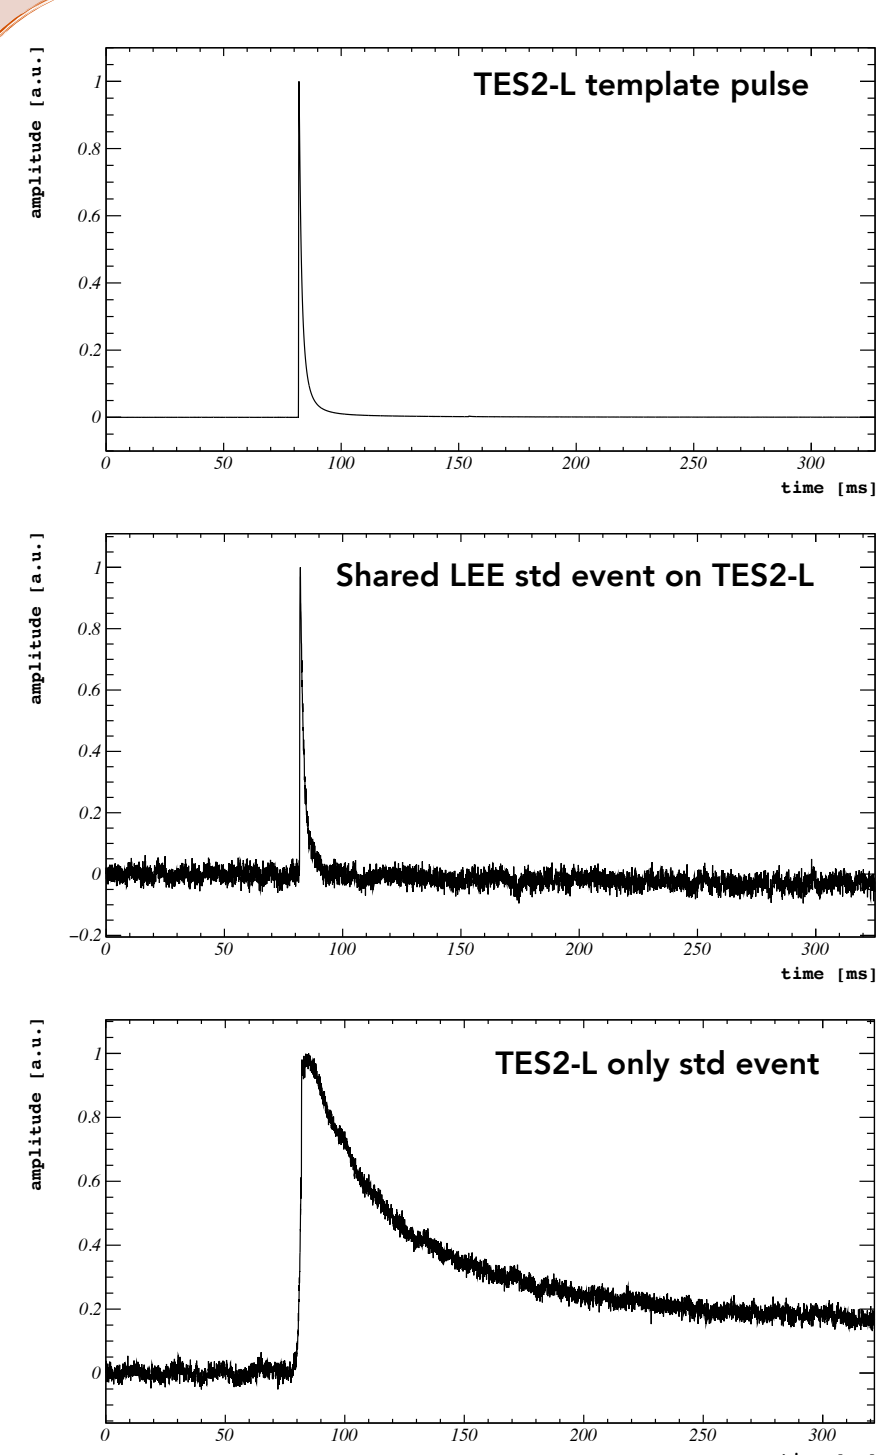 TES2-L template pulse
amplitude [a.u.]
1
0.8
0.6
0.4
0.2
0
0 50 100 150 200 250 300
time [ms]
Shared LEE std event on TES2-L
amplitude [a.u.]
1
0.8
0.6
0.4
0.2
0
−0.2
0 50 100 150 200 250 300
time [ms]
TES2-L only std event
amplitude [a.u.]
1
0.8
0.6
0.4
0.2
0
0 50 100 150 200 250 300